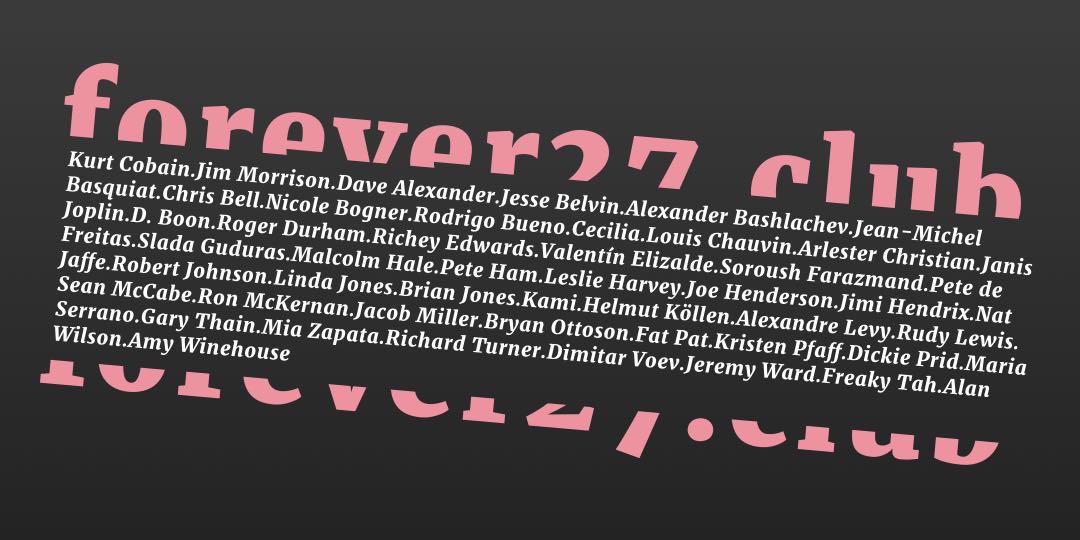 forever27.club
Kurt Cobain.Jim Morrison.Dave Alexander.Jesse Belvin.Alexander Bashlachev.Jean-Michel
Basquiat.Chris Bell.Nicole Bogner.Rodrigo Bueno.Cecilia.Louis Chauvin.Arlester Christian.Janis
Joplin.D. Boon.Roger Durham.Richey Edwards.Valentín Elizalde.Soroush Farazmand.Pete de
Freitas.Slada Guduras.Malcolm Hale.Pete Ham.Leslie Harvey.Joe Henderson.Jimi Hendrix.Nat
Jaffe.Robert Johnson.Linda Jones.Brian Jones.Kami.Helmut Köllen.Alexandre Levy.Rudy Lewis.
Sean McCabe.Ron McKernan.Jacob Miller.Bryan Ottoson.Fat Pat.Kristen Pfaff.Dickie Prid.Maria
Serrano.Gary Thain.Mia Zapata.Richard Turner.Dimitar Voev.Jeremy Ward.Freaky Tah.Alan
Wilson.Amy Winehouse